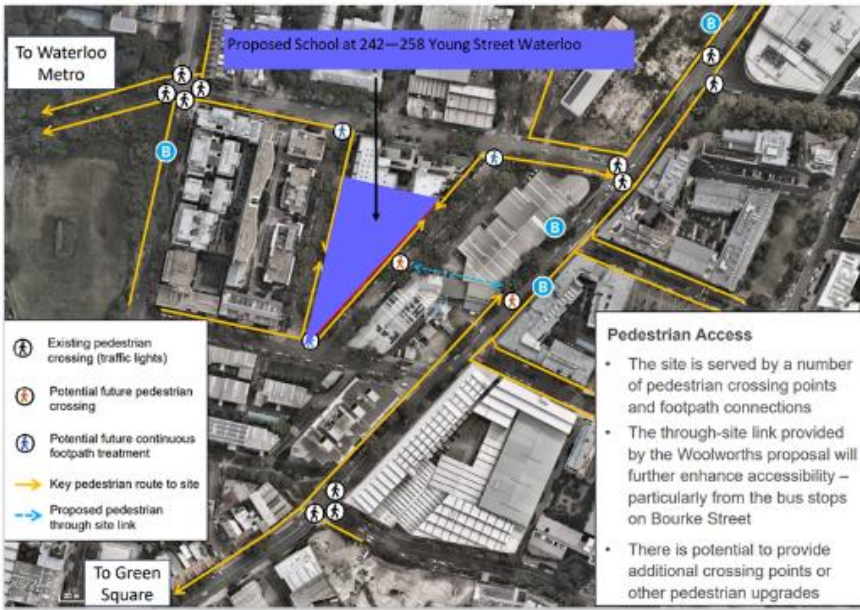 To Waterloo
Metro
Proposed School at 242—258 Young Street Waterloo
B
B
B
B
Existing pedestrian
crossing (traffic lights)
Potential future pedestrian
crossing
Potential future continuous
footpath treatment
Key pedestrian route to site
Proposed pedestrian
through site link
To Green
Square
Pedestrian Access
• The site is served by a number
of pedestrian crossing points
and footpath connections
• The through-site link provided
by the Woolworths proposal will
further enhance accessibility –
particularly from the bus stops
on Bourke Street
• There is potential to provide
additional crossing points or
other pedestrian upgrades